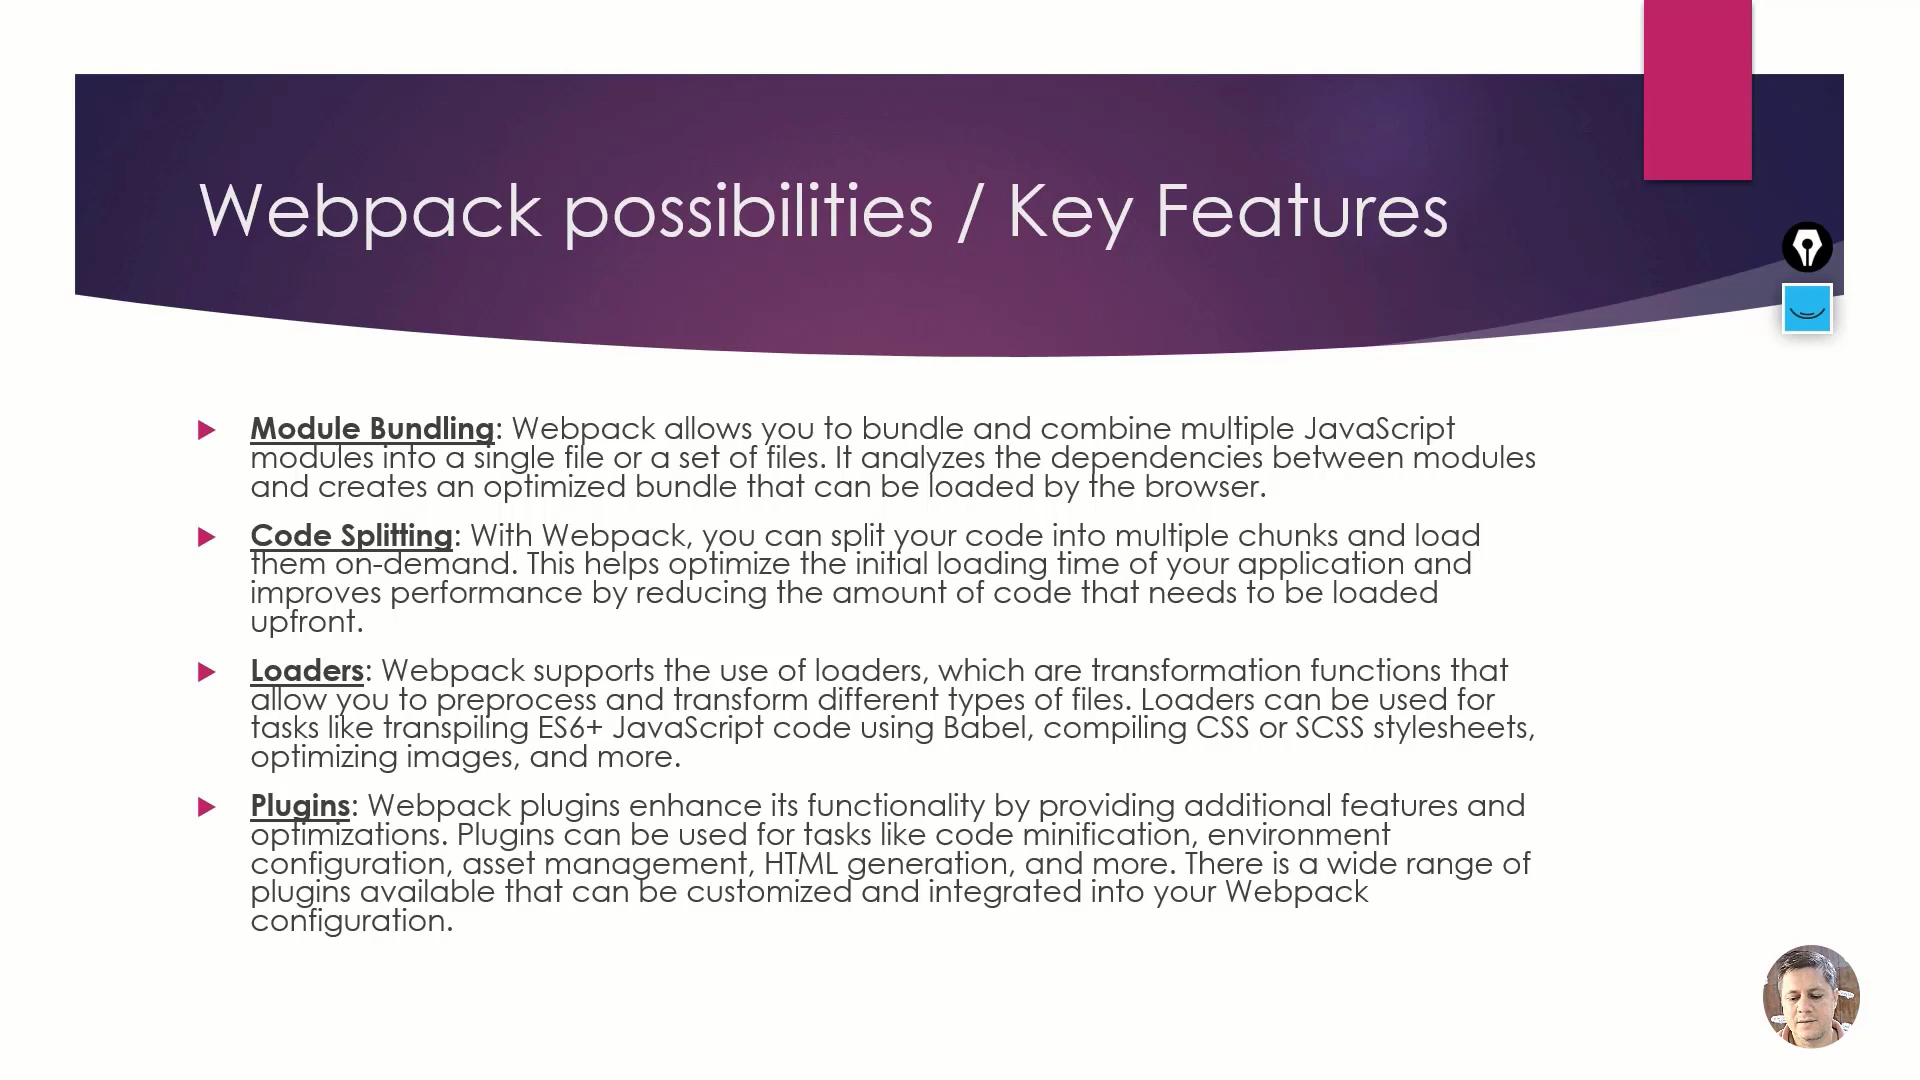 Webpack possibilities / Key Features
Module Bundling: Webpack allows you to bundle and combine multiple JavaScript
modules into a single file or a set of files. It analyzes the dependencies between modules
and creates an optimized bundle that can be loaded by the browser.
Code Splitting: With Webpack, you can split your code into multiple chunks and load
them on-demand. This helps optimize the initial loading time of your application and
improves performance by reducing the amount of code that needs to be loaded
upfront.
Loaders: Webpack supports the use of loaders, which are transformation functions that
allow you to preprocess and transform different types of files. Loaders can be used for
tasks like transpiling ES6+ JavaScript code using Babel, compiling CSS or SCSS stylesheets,
optimizing images, and more.
Plugins: Webpack plugins enhance its functionality by providing additional features and
optimizations. Plugins can be used for tasks like code minification, environment
configuration, asset management, HTML generation, and more. There is a wide range of
plugins available that can be customized and integrated into your Webpack
configuration.